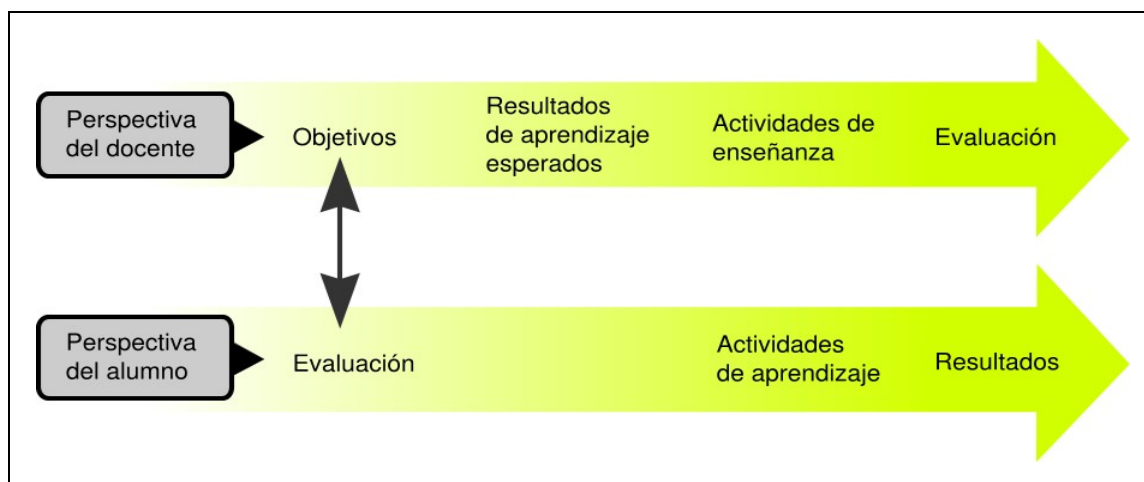 Perspectiva
del docente
Objetivos
Resultados
de aprendizaje
esperados
Actividades de
enseñanza
Evaluación
Perspectiva
del alumno
Evaluación
Actividades
de aprendizaje
Resultados